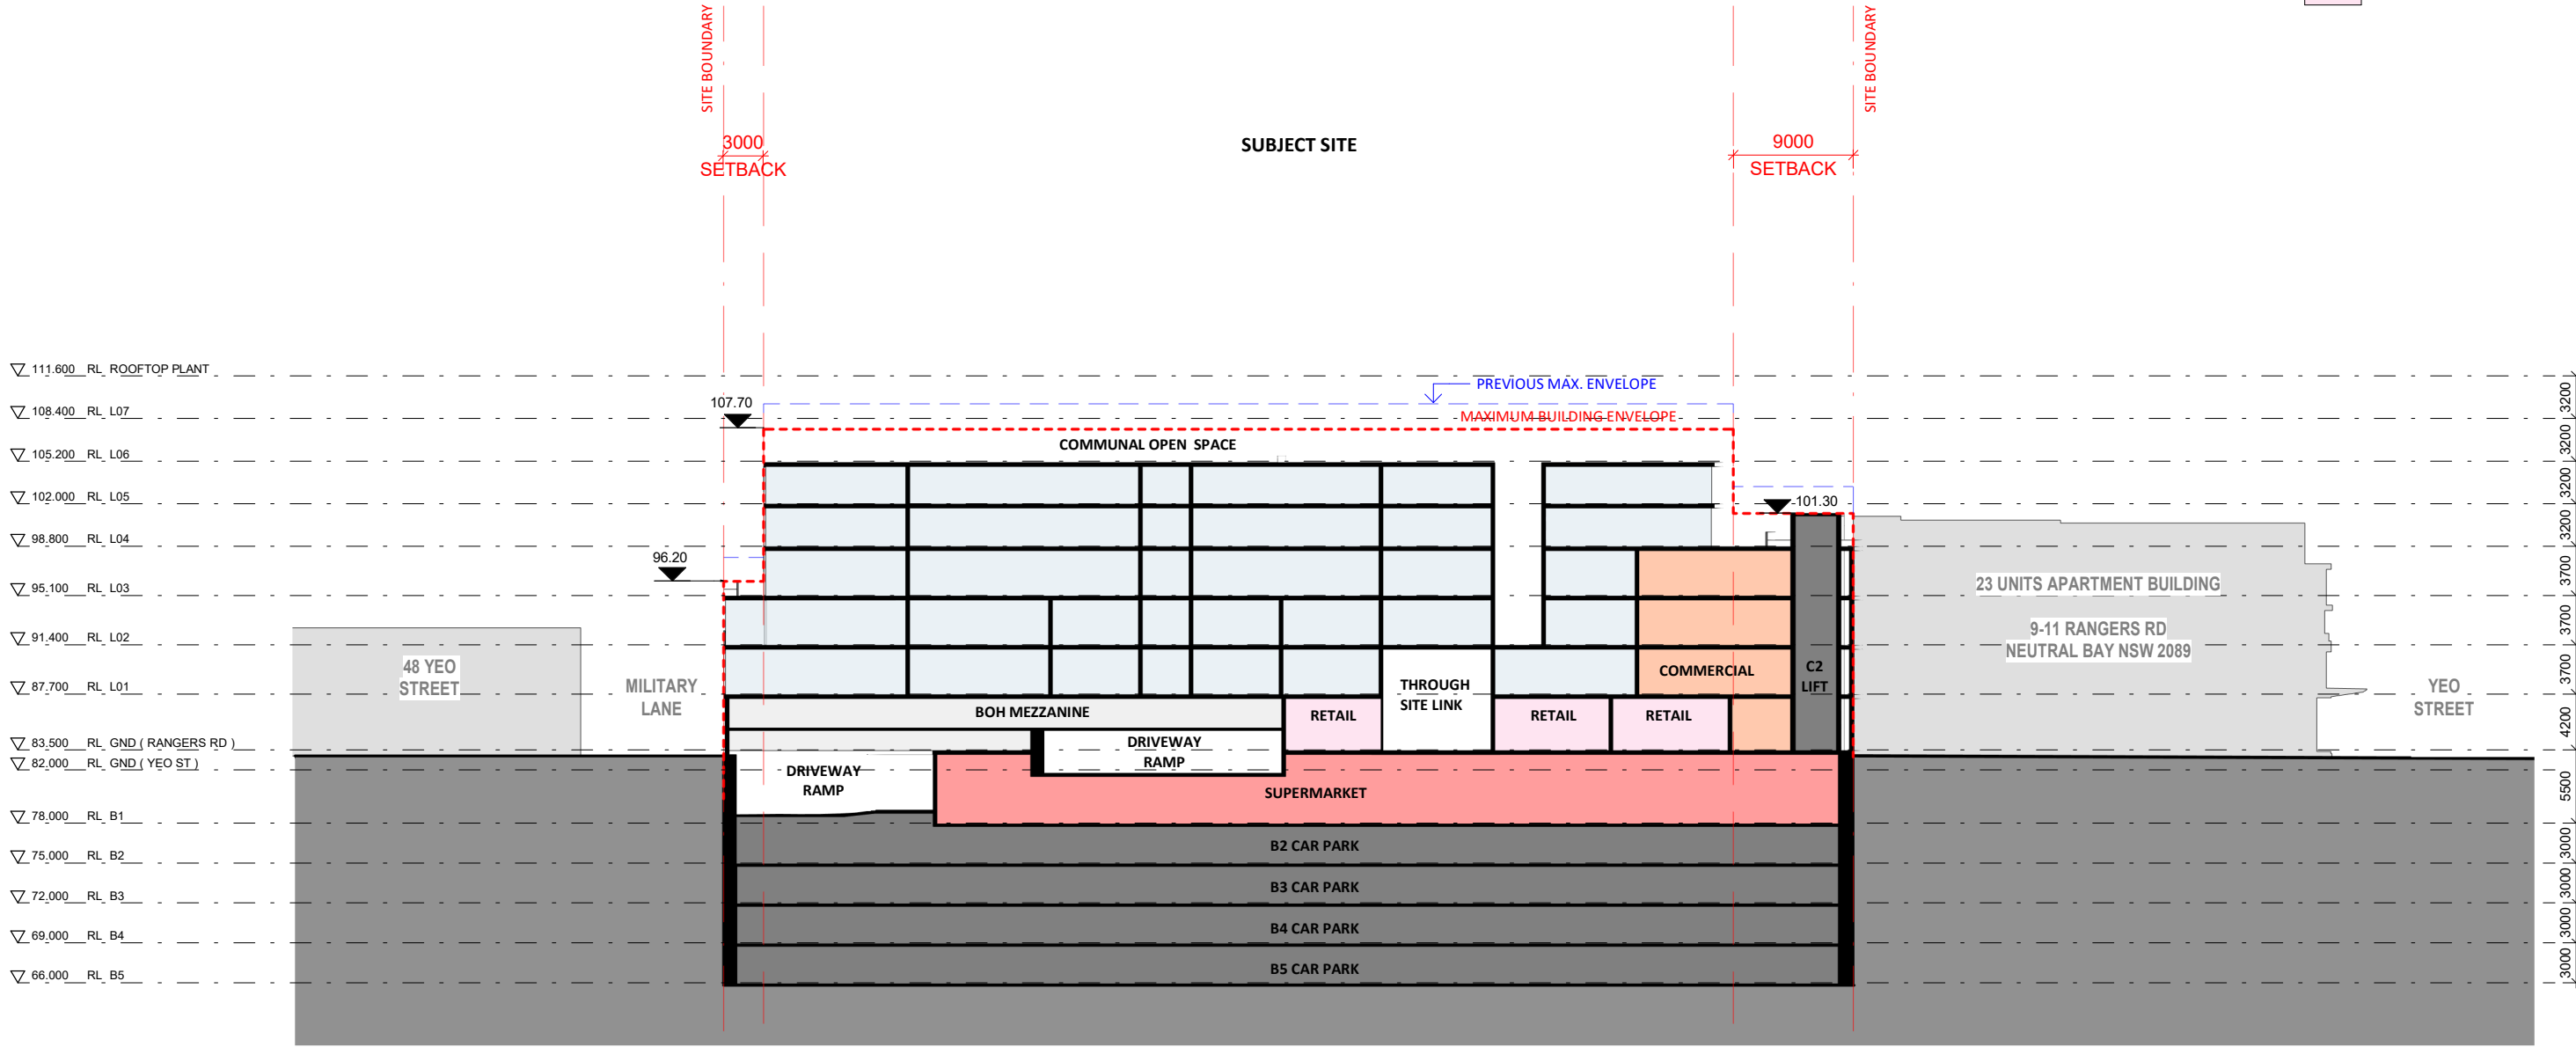 SITE BOUNDARY
SITE BOUNDARY
3000
SETBACK
SUBJECT SITE
9000
SETBACK
111.600 RL ROOFTOP PLANT
108.400 RL L07
105.200 RL L06
102.000 RL L05
98.800 RL L04
95.100 RL L03
91.400 RL L02
87.700 RL L01
83.500 RL GND ( RANGERS RD )
82.000 RL GND ( YEO ST )
78.000 RL B1
75.000 RL B2
72.000 RL B3
69.000 RL B4
66.000 RL B5
PREVIOUS MAX. ENVELOPE
107.70
MAXIMUM BUILDING ENVELOPE
COMMUNAL OPEN SPACE
101.30
96.20
48 YEO
STREET
MILITARY
LANE
COMMERCIAL
C2
LIFT
THROUGH
SITE LINK
BOH MEZZANINE
RETAIL
RETAIL
RETAIL
DRIVEWAY
RAMP
DRIVEWAY
RAMP
SUPERMARKET
B2 CAR PARK
B3 CAR PARK
B4 CAR PARK
B5 CAR PARK
23 UNITS APARTMENT BUILDING
9-11 RANGERS RD
NEUTRAL BAY NSW 2089
YEO
STREET
3200
3200
3200
3200
3700
3700
3700
4200
5500
3000
3000
3000
3000